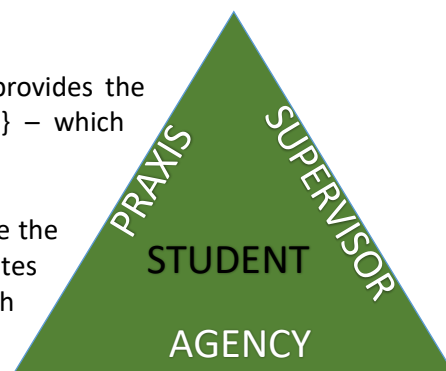 provides the
} – which
e the
tes
h
PRAXIS
SUPERVISOR
STUDENT
AGENCY